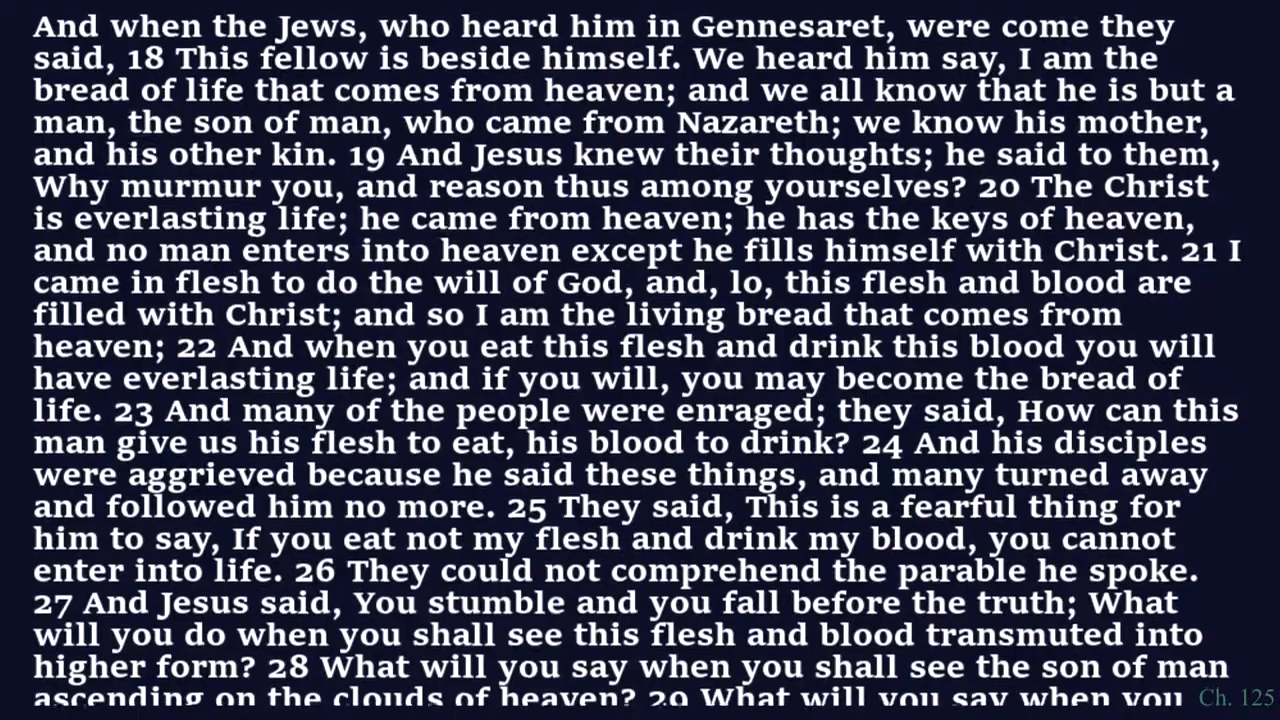 And when the Jews, who heard him in Gennesaret, were come they
said, 18 This fellow is beside himself. We heard him say, I am the
bread of life that comes from heaven; and we all know that he is but a
man, the son of man, who came from Nazareth; we know his mother,
and his other kin. 19 And Jesus knew their thoughts; he said to them,
Why murmur you, and reason thus among yourselves? 20 The Christ
is everlasting life; he came from heaven; he has the keys of heaven,
and no man enters into heaven except he fills himself with Christ. 21 I
came in flesh to do the will of God, and, lo, this flesh and blood are
filled with Christ; and so I am the living bread that comes from
heaven; 22 And when you eat this flesh and drink this blood you will
have everlasting life; and if you will, you may become the bread of
life. 23 And many of the people were enraged; they said, How can this
man give us his flesh to eat, his blood to drink? 24 And his disciples
were aggrieved because he said these things, and many turned away
and followed him no more. 25 They said, This is a fearful thing for
him to say, If you eat not my flesh and drink my blood, you cannot
enter into life. 26 They could not comprehend the parable he spoke.
27 And Jesus said, You stumble and you fall before the truth; What
will you do when you shall see this flesh and blood transmuted into
higher form? 28 What will you say when you shall see the son of man
ascending on the clouds of heaven? 29 What will you say when you
Ch. 125